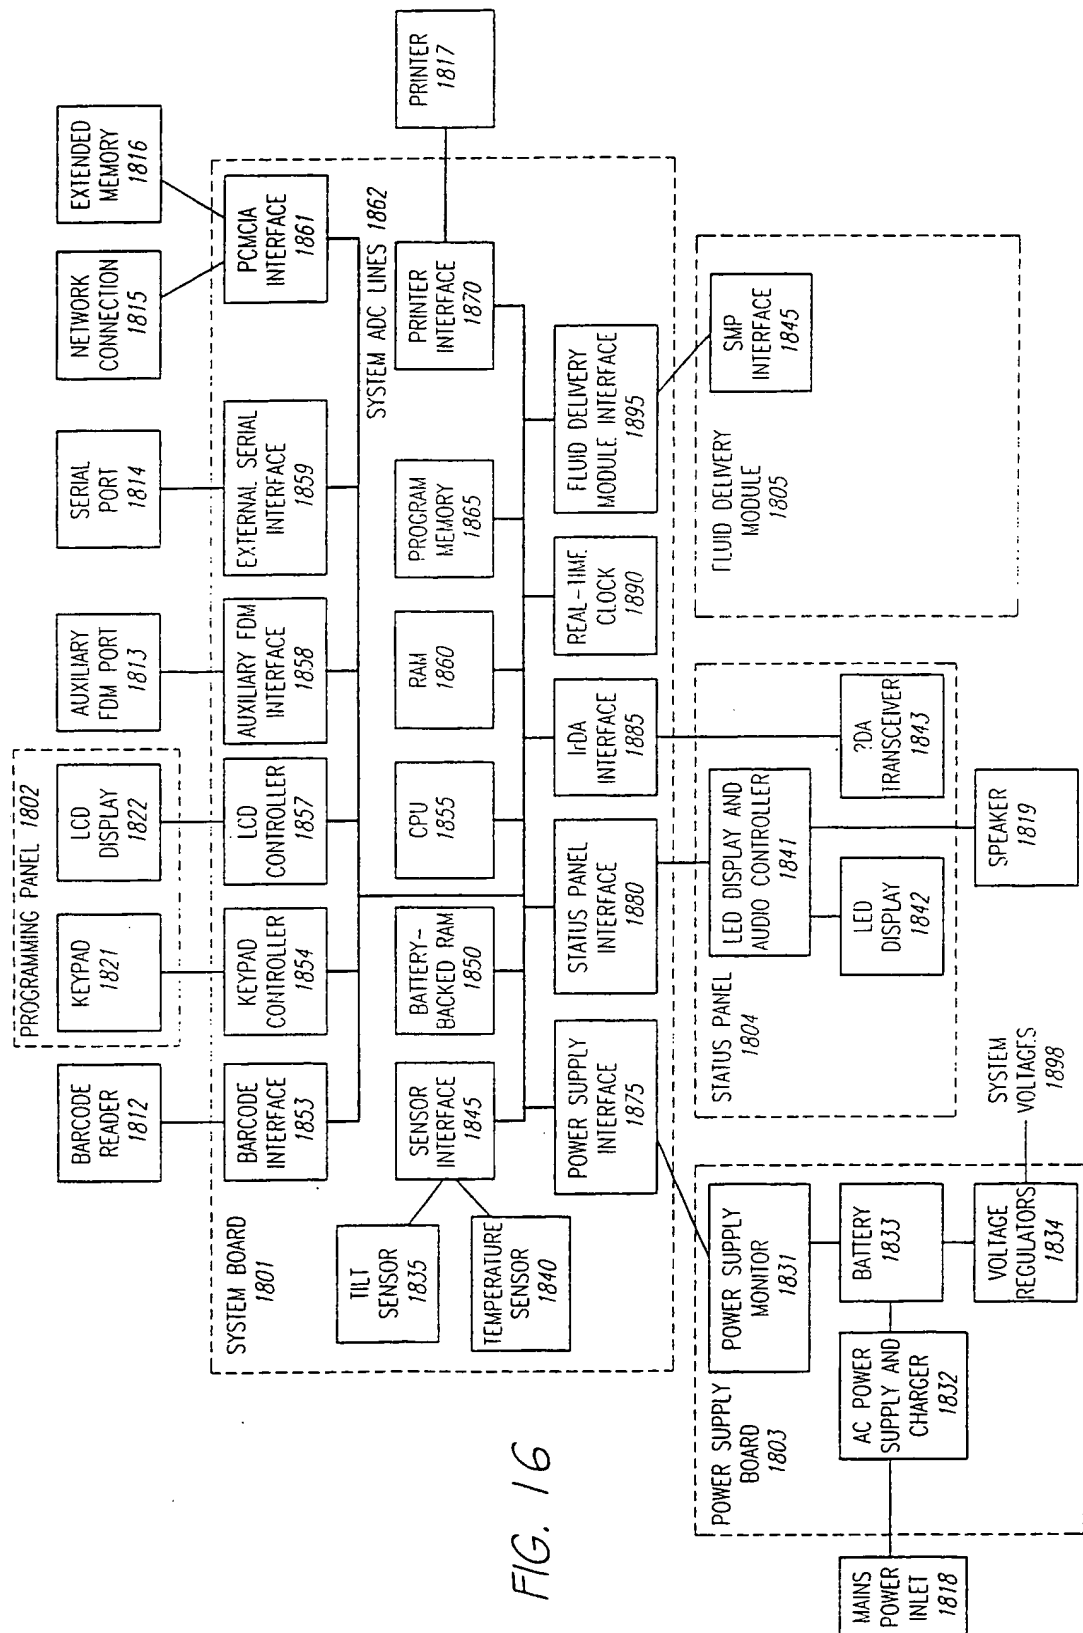 PROGRAMMING PANEL 1802
BARCODE
READER
1812
KEYPAD
1821
LCD
DISPLAY
1822
AUXILIARY
FDM PORT
1813
SERIAL
PORT
1814
NETWORK
CONNECTION
1815
EXTENDED
MEMORY
1816
SYSTEM BOARD
1801
BARCODE
INTERFACE
1853
KEYPAD
CONTROLLER
1854
LCD
CONTROLLER
1857
AUXILIARY FDM
INTERFACE
1858
EXTERNAL SERIAL
INTERFACE
1859
PCMCIA
INTERFACE
1861
SYSTEM ADC LINES 1862
TILT
SENSOR
1835
TEMPERATURE
SENSOR
1840
SENSOR
INTERFACE
1845
BATTERY-
BACKED RAM
1850
CPU
1855
RAM
1860
PROGRAM
MEMORY
1865
PRINTER
INTERFACE
1870
PRINTER
1817
POWER SUPPLY
INTERFACE
1875
STATUS PANEL
INTERFACE
1880
IrDA
INTERFACE
1885
REAL-TIME
CLOCK
1890
FLUID DELIVERY
MODULE INTERFACE
1895
POWER SUPPLY
BOARD
1803
POWER SUPPLY
MONITOR
1831
MAINS
POWER
INLET
1818
AC POWER
SUPPLY AND
CHARGER
1832
BATTERY
1833
VOLTAGE
REGULATORS
1834
SYSTEM
VOLTAGES
1898
STATUS PANEL
1804
LED DISPLAY AND
AUDIO CONTROLLER
1841
LED
DISPLAY
1842
?DA
TRANSCEIVER
1843
SPEAKER
1819
FLUID DELIVERY
MODULE
1805
SMP
INTERFACE
1845
FIG. 16